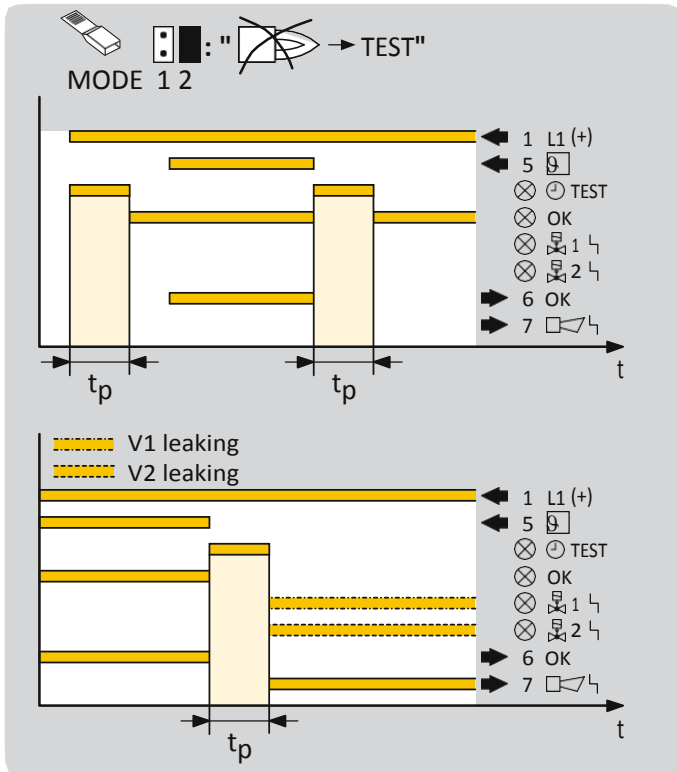 : " → TEST"
MODE 1 2
1 L1 (+)
5 ϑ
TEST
OK
1
2
6 OK
7
tp
tp
t
V1 leaking
V2 leaking
1 L1 (+)
5 ϑ
TEST
OK
1
2
6 OK
7
tp
t